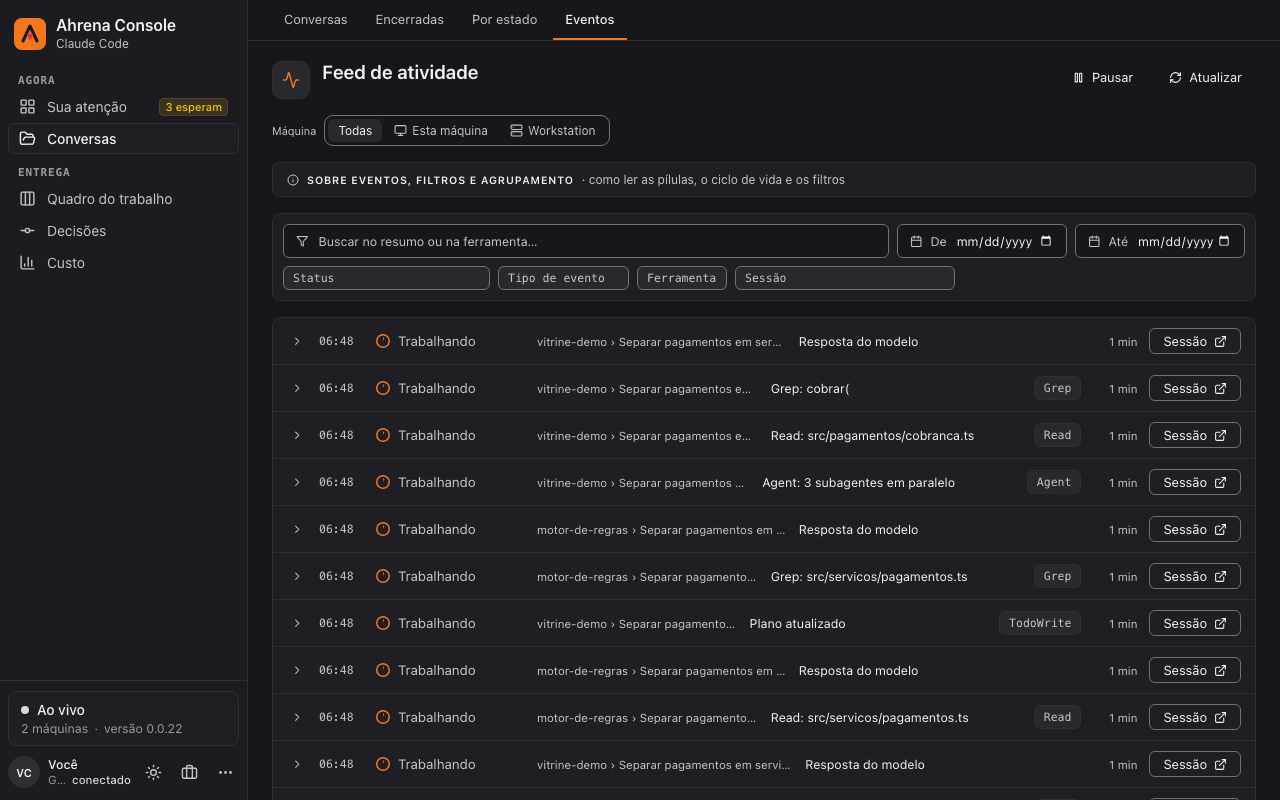 Ahrena Console
Claude Code
AGORA
Sua atenção 3 esperam
Conversas
ENTREGA
Quadro do trabalho
Decisões
Custo
Ao vivo
2 máquinas · versão 0.0.22
VC Você
G... conectado
Conversas Encerradas Por estado Eventos
Feed de atividade
Pausar Atualizar
Máquina Todas Esta máquina Workstation
SOBRE EVENTOS, FILTROS E AGRUPAMENTO · como ler as pílulas, o ciclo de vida e os filtros
Buscar no resumo ou na ferramenta... De mm/dd/yyyy Até mm/dd/yyyy
Status Tipo de evento Ferramenta Sessão
06:48 Trabalhando vitrine-demo › Separar pagamentos em ser... Resposta do modelo 1 min Sessão
06:48 Trabalhando vitrine-demo › Separar pagamentos e... Grep: cobrar( Grep 1 min Sessão
06:48 Trabalhando vitrine-demo › Separar pagamentos e... Read: src/pagamentos/cobranca.ts Read 1 min Sessão
06:48 Trabalhando vitrine-demo › Separar pagamentos ... Agent: 3 subagentes em paralelo Agent 1 min Sessão
06:48 Trabalhando motor-de-regras › Separar pagamentos em ... Resposta do modelo 1 min Sessão
06:48 Trabalhando motor-de-regras › Separar pagamento... Grep: src/servicos/pagamentos.ts Grep 1 min Sessão
06:48 Trabalhando vitrine-demo › Separar pagamento... Plano atualizado TodoWrite 1 min Sessão
06:48 Trabalhando motor-de-regras › Separar pagamentos em ... Resposta do modelo 1 min Sessão
06:48 Trabalhando motor-de-regras › Separar pagamento... Read: src/servicos/pagamentos.ts Read 1 min Sessão
06:48 Trabalhando vitrine-demo › Separar pagamentos em servi... Resposta do modelo 1 min Sessão